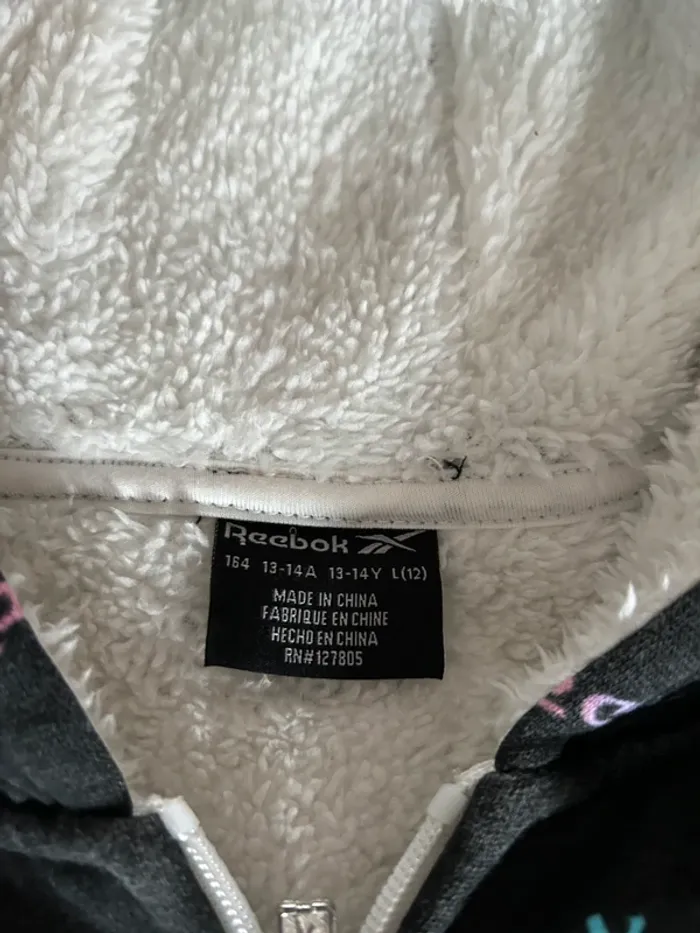 Reebok
164 13-14A 13-14Y L(12)
MADE IN CHINA
FABRIQUE EN CHINE
HECHO EN CHINA
RN#127805